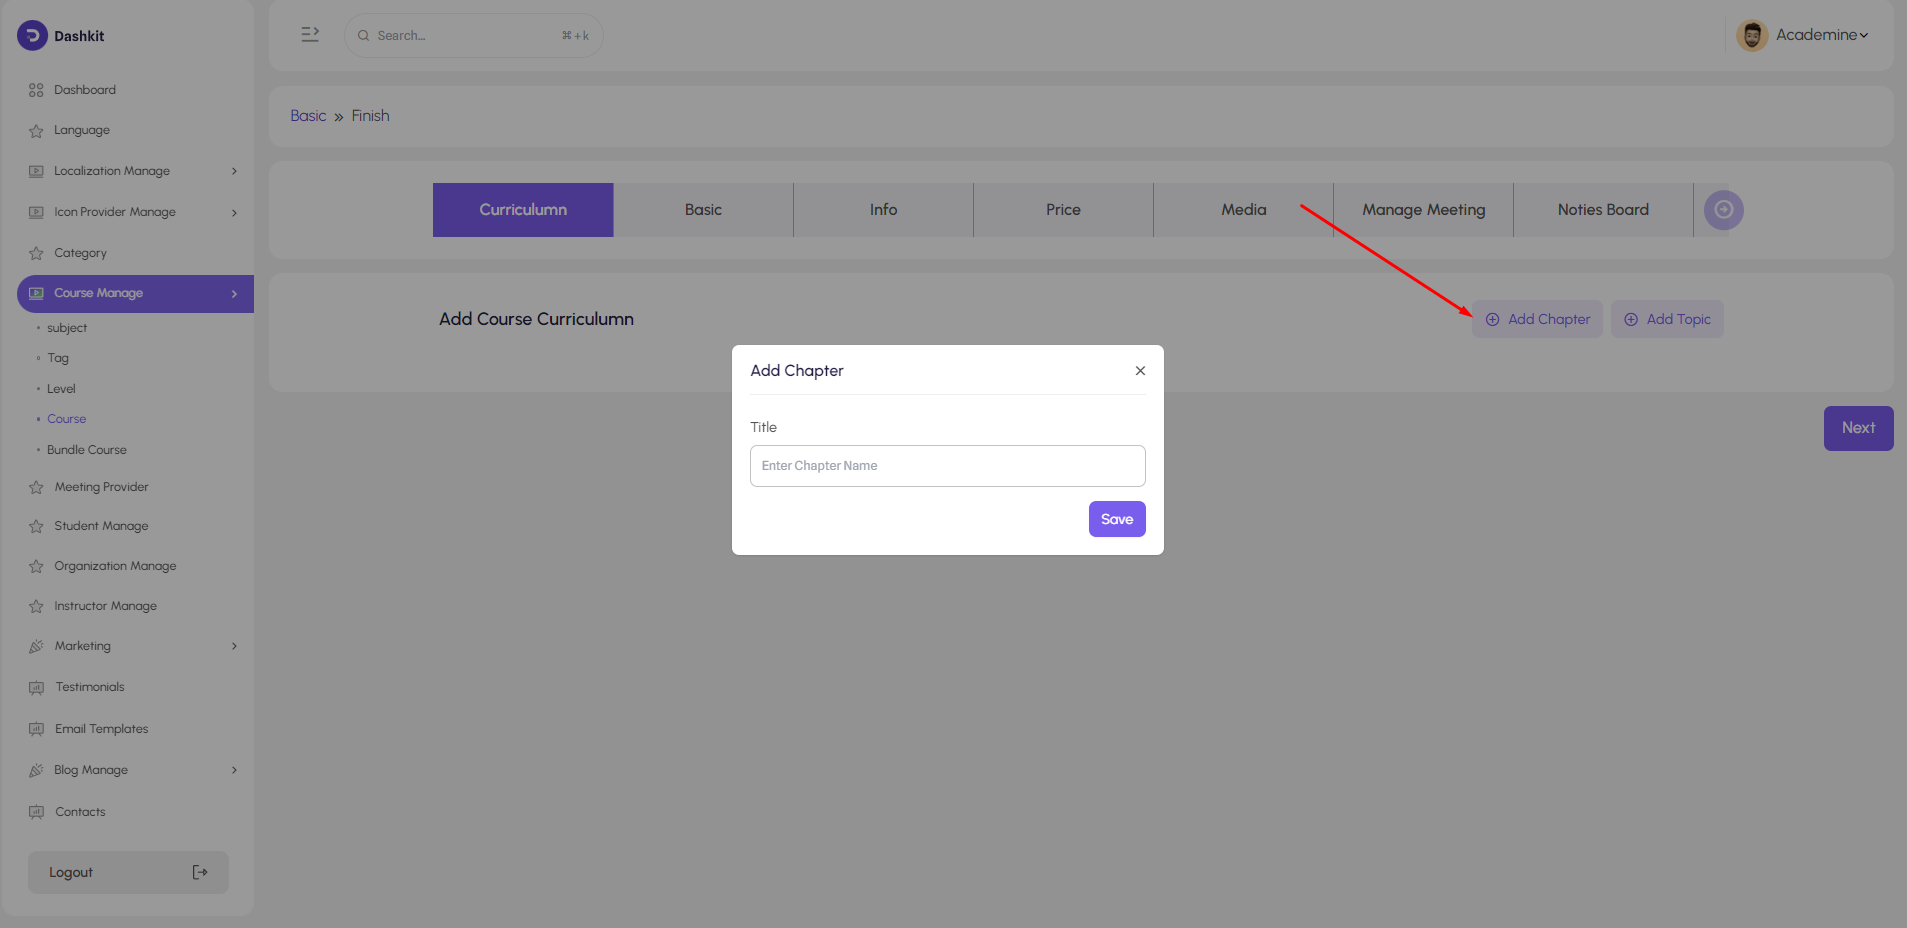 Dashkit
Search...
⌘+k
Academine
Dashboard
Language
Localization Manage
Icon Provider Manage
Category
Course Manage
subject
Tag
Level
Course
Bundle Course
Meeting Provider
Student Manage
Organization Manage
Instructor Manage
Marketing
Testimonials
Email Templates
Blog Manage
Contacts
Logout
Basic » Finish
Curriculumn
Basic
Info
Price
Media
Manage Meeting
Noties Board
Add Course Curriculumn
Add Chapter
Add Topic
Add Chapter
Title
Enter Chapter Name
Save
Next